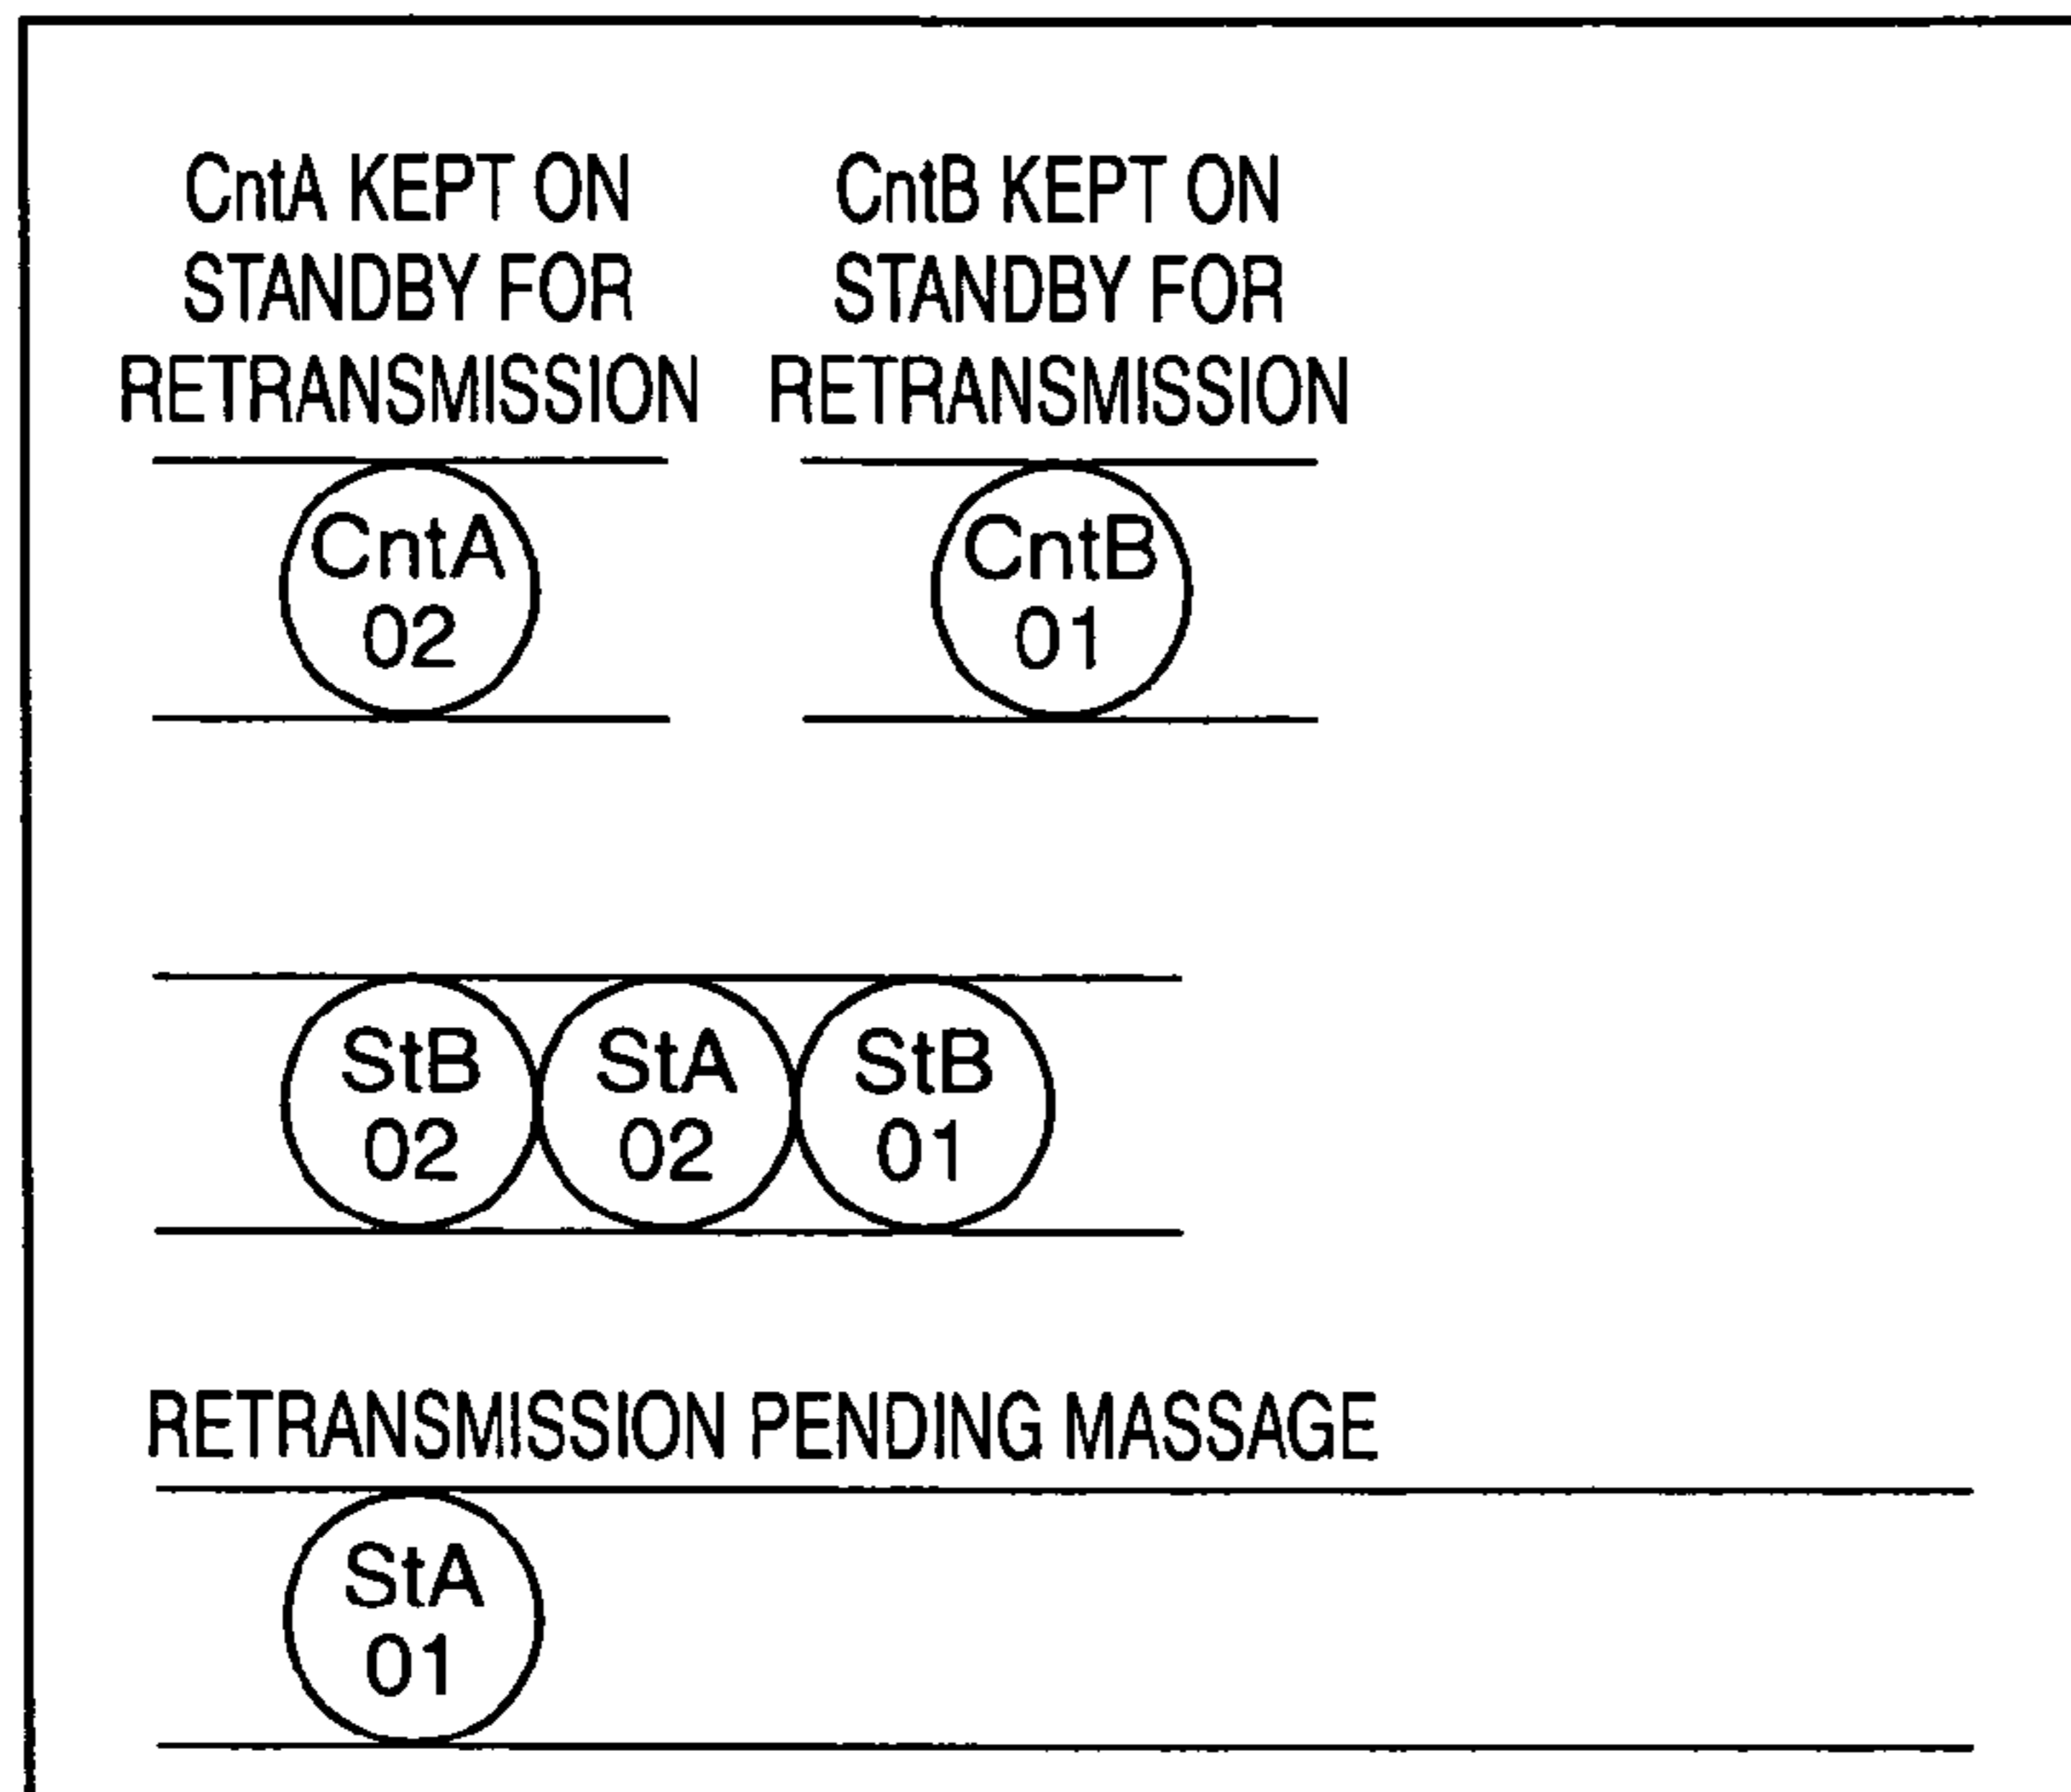 CntA KEPT ON
STANDBY FOR
RETRANSMISSION
CntB KEPT ON
STANDBY FOR
RETRANSMISSION
CntA
02
CntB
01
StB
02
StA
02
StB
01
RETRANSMISSION PENDING MASSAGE
StA
01